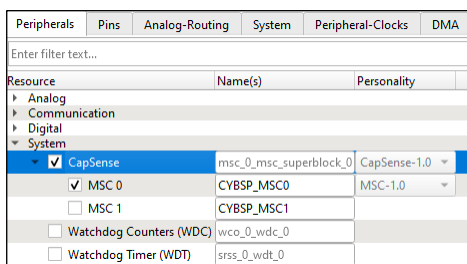 Peripherals Pins Analog-Routing System Peripheral-Clocks DMA
Enter filter text...
Resource Name(s) Personality
Analog
Communication
Digital
System
CapSense msc_0_msc_superblock_0 CapSense-1.0
MSC 0 CYBSP_MSC0 MSC-1.0
MSC 1 CYBSP_MSC1
Watchdog Counters (WDC) wco_0_wdc_0
Watchdog Timer (WDT) srss_0_wdt_0